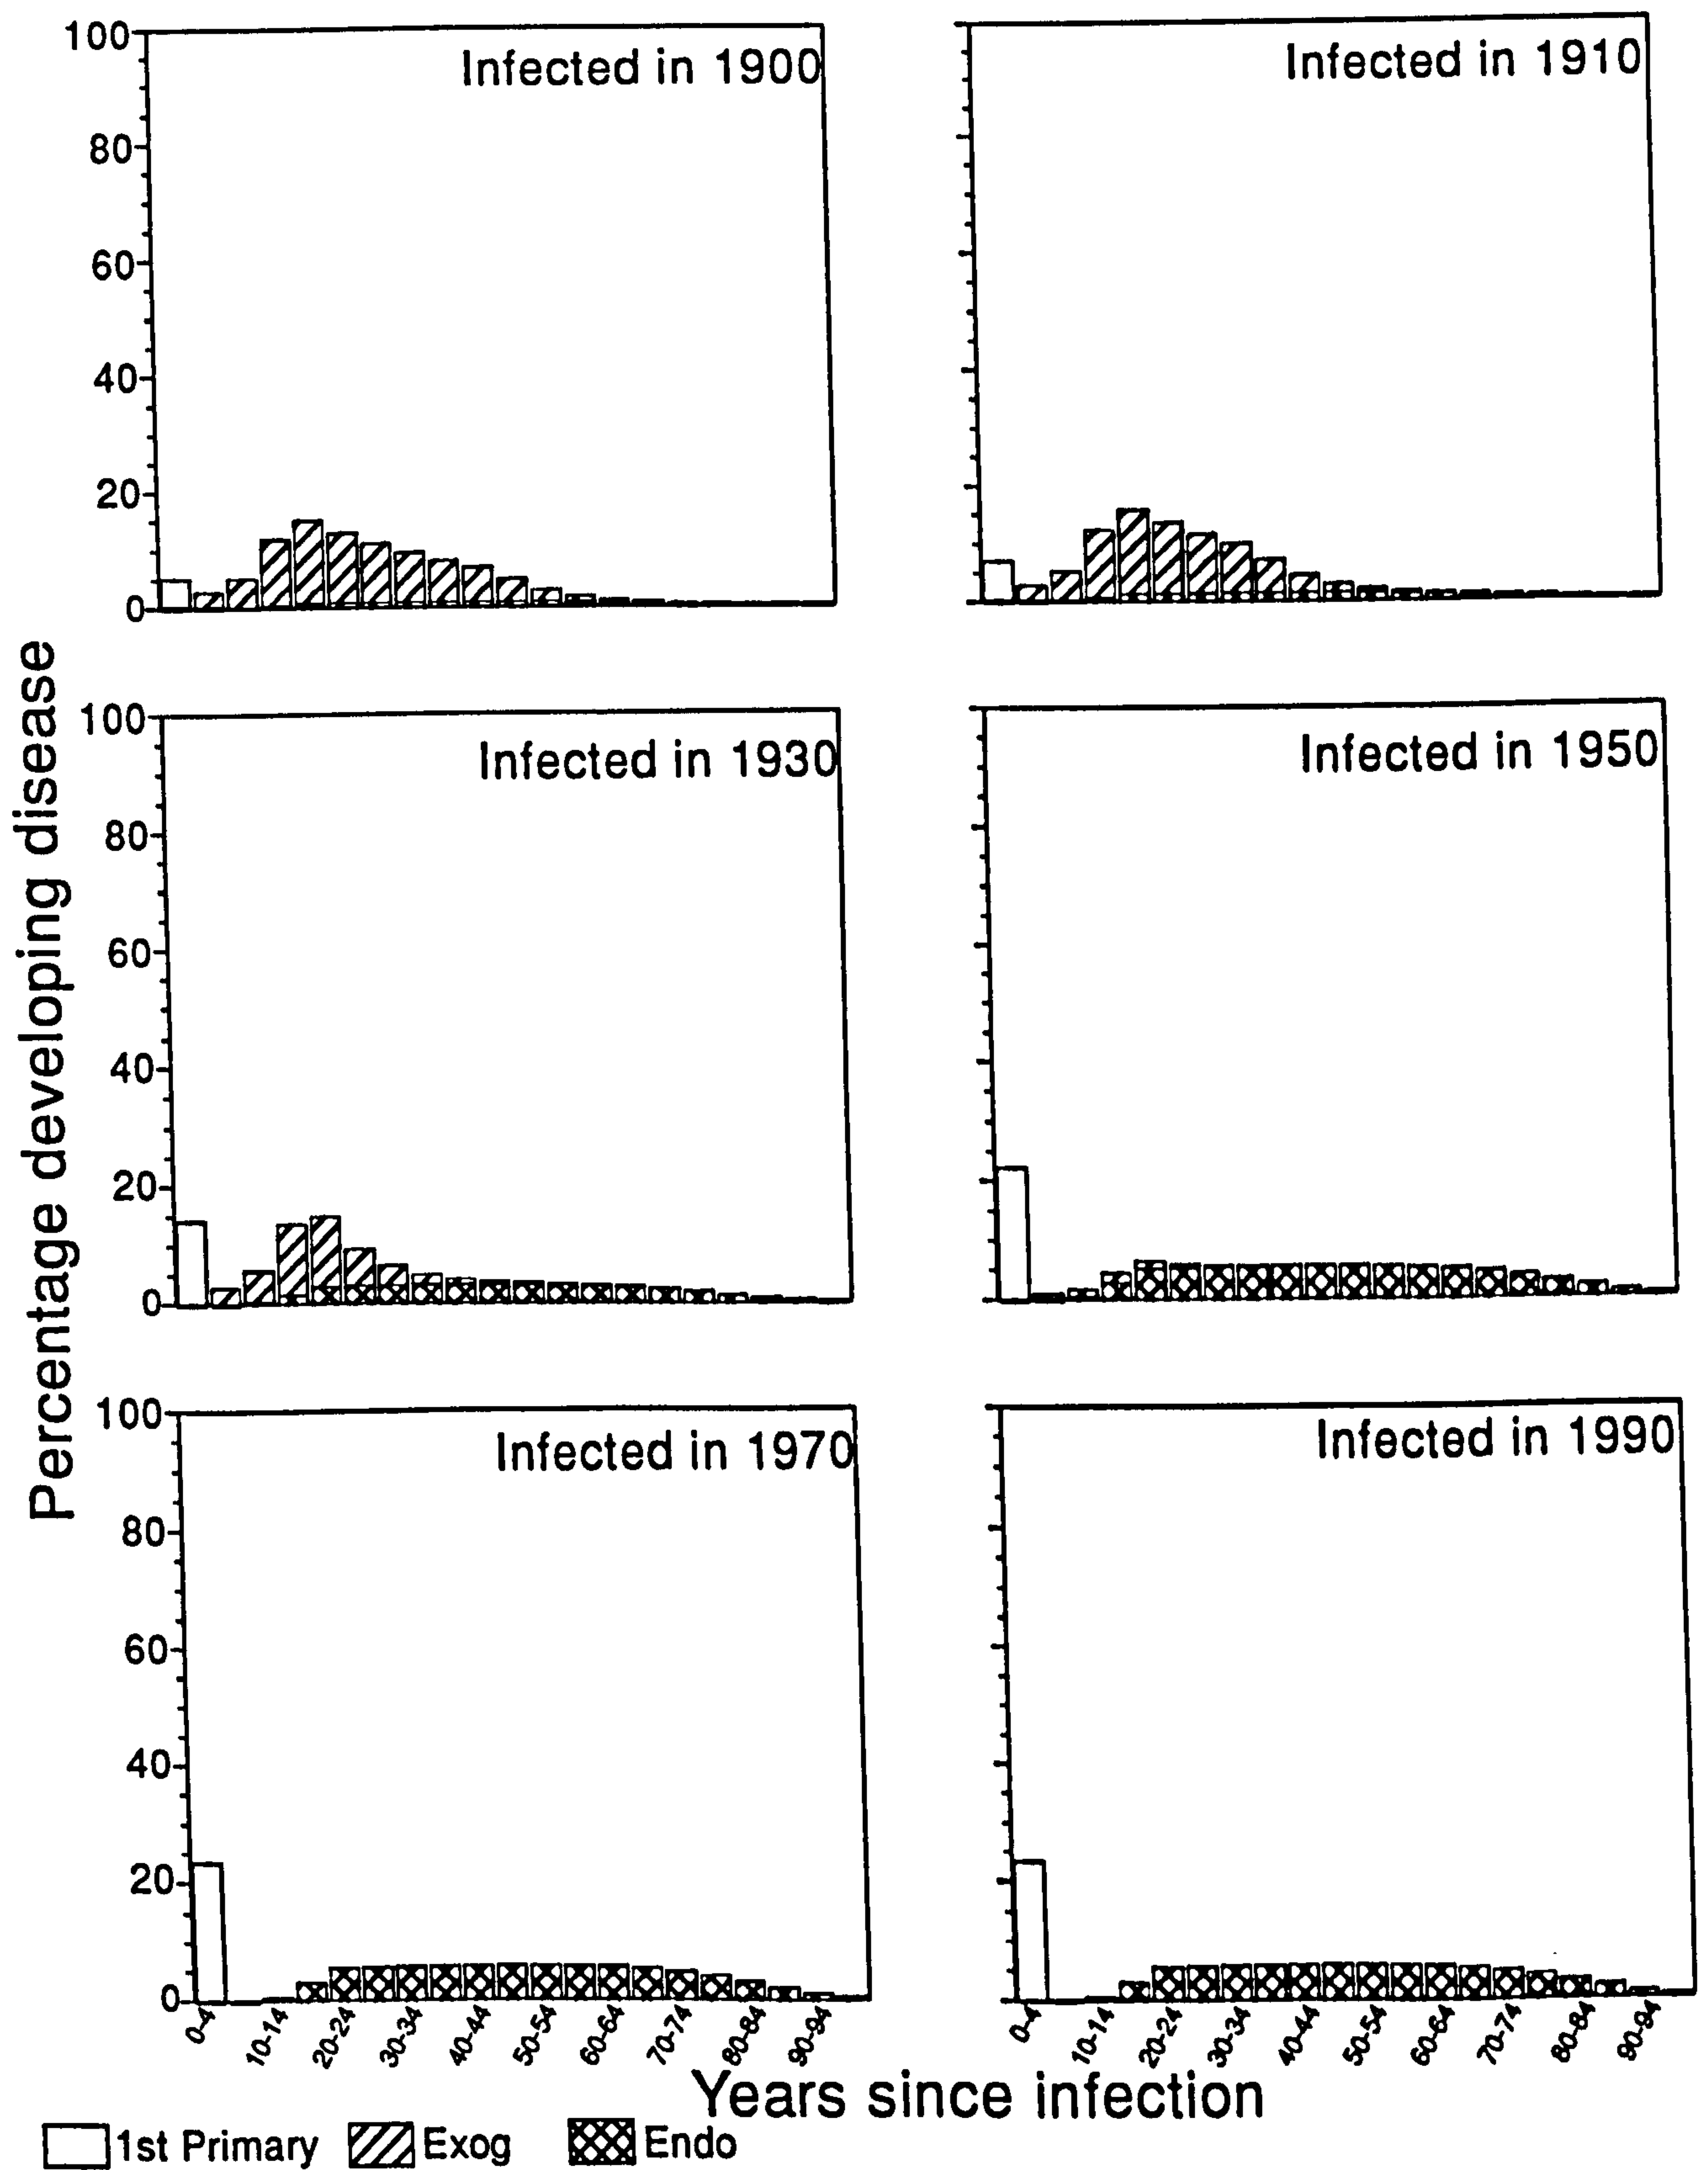 Infected in 1900
Infected in 1910
100
80
60
40
20
0
Infected in 1930
Infected in 1950
100
80
60
40
20
0
Infected in 1970
Infected in 1990
100
80
60
40
20
0
Percentage developing disease
0-4 10-14 20-24 30-34 40-44 50-54 60-64 70-74 80-84 90-94
0-4 10-14 20-24 30-34 40-44 50-54 60-64 70-74 80-84 90-94
Years since infection
1st Primary Exog Endo